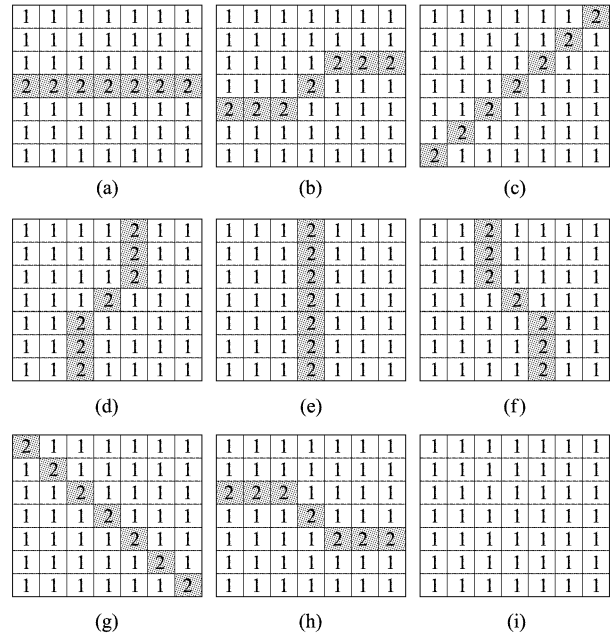 1 1 1 1 1 1 1 1 1 1 1 1 1 1 1 1 1 1 1 1 2
1 1 1 1 1 1 1 1 1 1 1 1 1 1 1 1 1 1 1 2 1
1 1 1 1 1 1 1 1 1 1 1 2 2 2 1 1 1 1 2 1 1
2 2 2 2 2 2 2 1 1 1 2 1 1 1 1 1 1 2 1 1 1
1 1 1 1 1 1 1 2 2 2 1 1 1 1 1 1 2 1 1 1 1
1 1 1 1 1 1 1 1 1 1 1 1 1 1 1 2 1 1 1 1 1
1 1 1 1 1 1 1 1 1 1 1 1 1 1 2 1 1 1 1 1 1
(a) (b) (c)
1 1 1 1 2 1 1 1 1 1 2 1 1 1 1 1 2 1 1 1 1
1 1 1 1 2 1 1 1 1 1 2 1 1 1 1 1 2 1 1 1 1
1 1 1 1 2 1 1 1 1 1 2 1 1 1 1 1 2 1 1 1 1
1 1 1 2 1 1 1 1 1 1 2 1 1 1 1 1 1 2 1 1 1
1 1 2 1 1 1 1 1 1 1 2 1 1 1 1 1 1 1 2 1 1
1 1 2 1 1 1 1 1 1 1 2 1 1 1 1 1 1 1 2 1 1
1 1 2 1 1 1 1 1 1 1 2 1 1 1 1 1 1 1 2 1 1
(d) (e) (f)
2 1 1 1 1 1 1 1 1 1 1 1 1 1 1 1 1 1 1 1 1
1 2 1 1 1 1 1 1 1 1 1 1 1 1 1 1 1 1 1 1 1
1 1 2 1 1 1 1 2 2 2 1 1 1 1 1 1 1 1 1 1 1
1 1 1 2 1 1 1 1 1 1 2 1 1 1 1 1 1 1 1 1 1
1 1 1 1 2 1 1 1 1 1 1 2 2 2 1 1 1 1 1 1 1
1 1 1 1 1 2 1 1 1 1 1 1 1 1 1 1 1 1 1 1 1
1 1 1 1 1 1 2 1 1 1 1 1 1 1 1 1 1 1 1 1 1
(g) (h) (i)